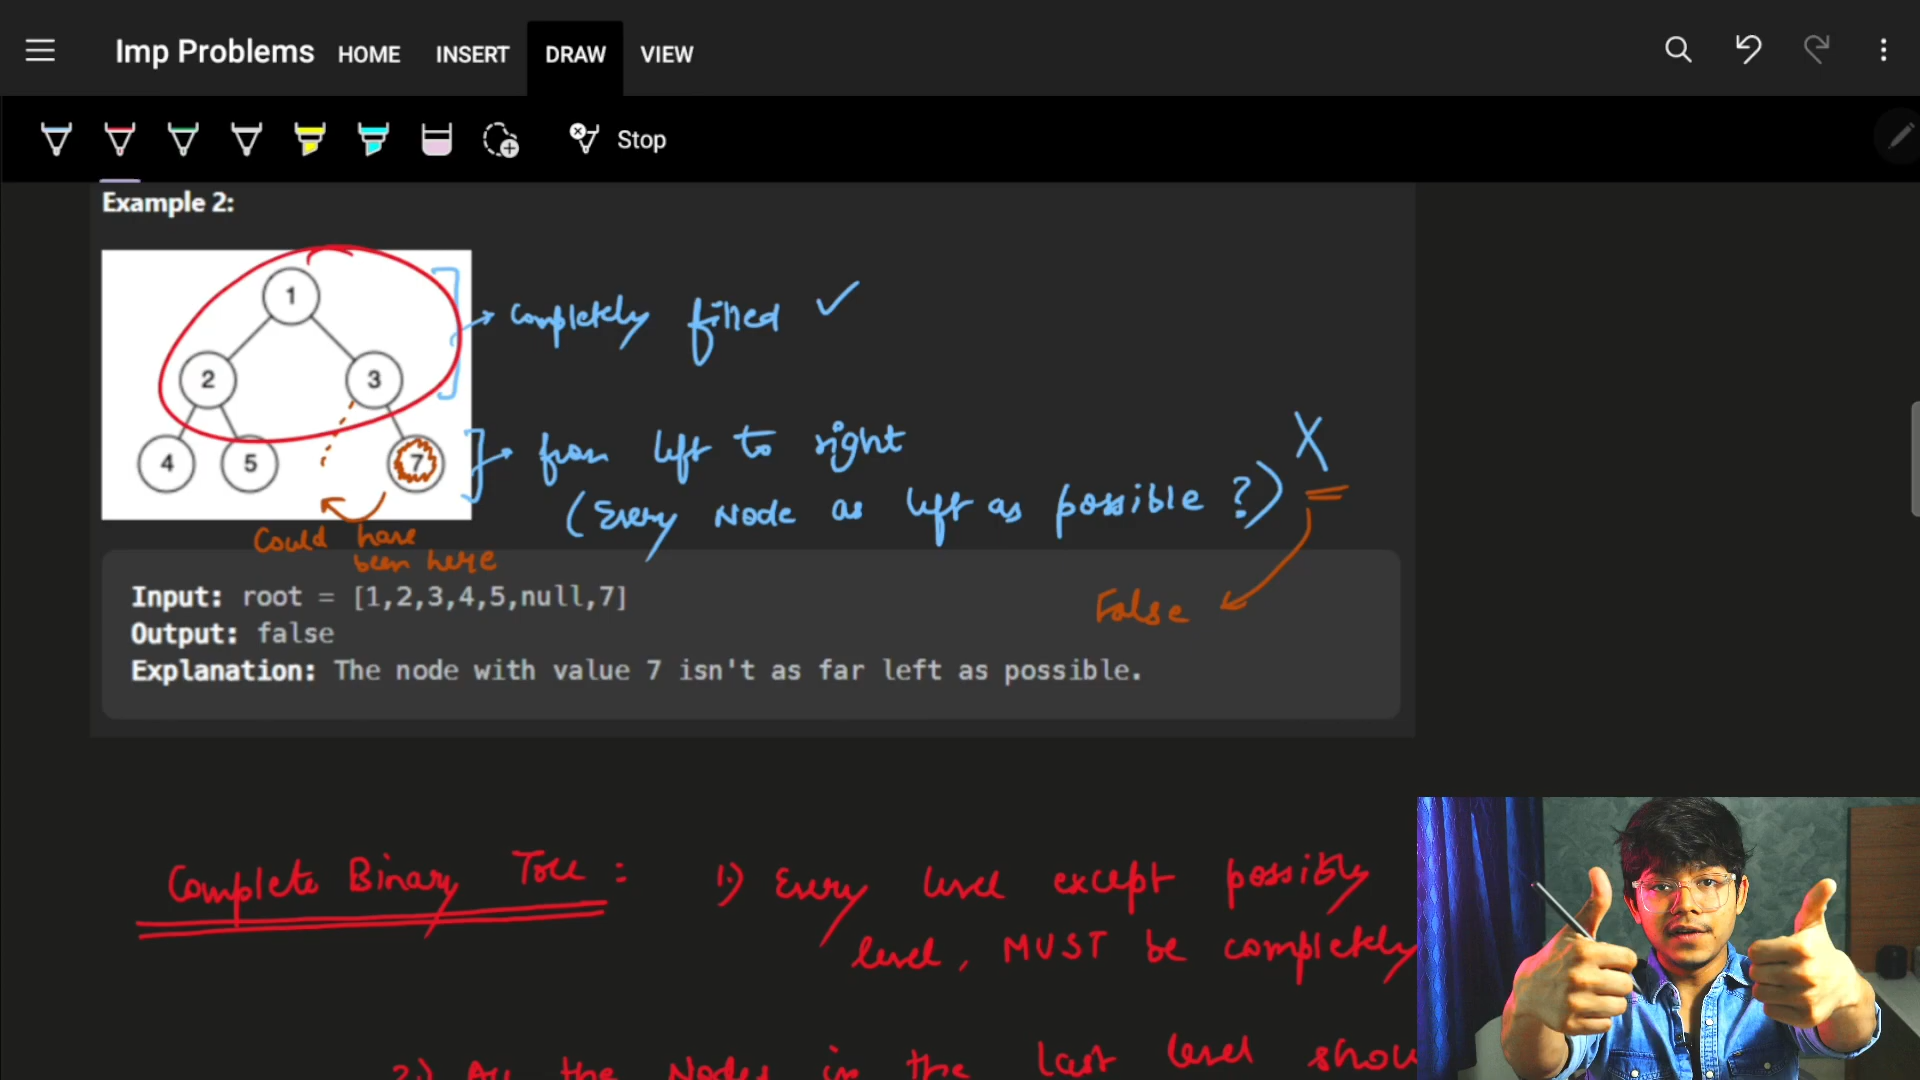 Imp Problems HOME INSERT DRAW VIEW
Stop
Example 2:
1
completely filled
2 3
from left to right
4 5 7
(Every Node as left as possible ?) X
Could have
been here
Input: root = [1,2,3,4,5,null,7]
False
Output: false
Explanation: The node with value 7 isn't as far left as possible.
Complete Binary Tree : 1.) Every level except possibly
level, MUST be completely
2.) All the Nodes in the last level shou